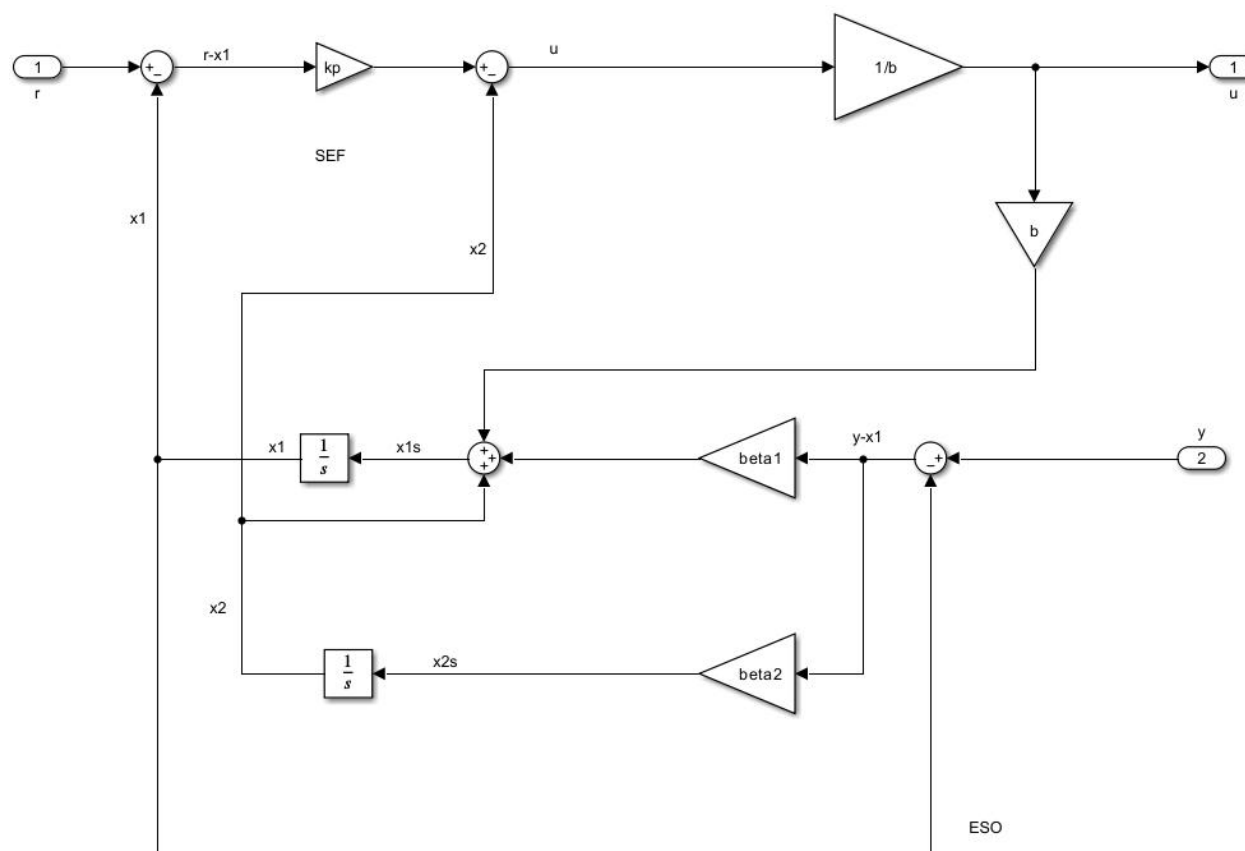 r-x1
u
1
+
−
kp
+
−
1/b
1
r
u
SEF
x1
b
x2
y
x1
1
s
x1s
+
+
+
beta1
y-x1
−
+
2
x2
1
s
x2s
beta2
ESO